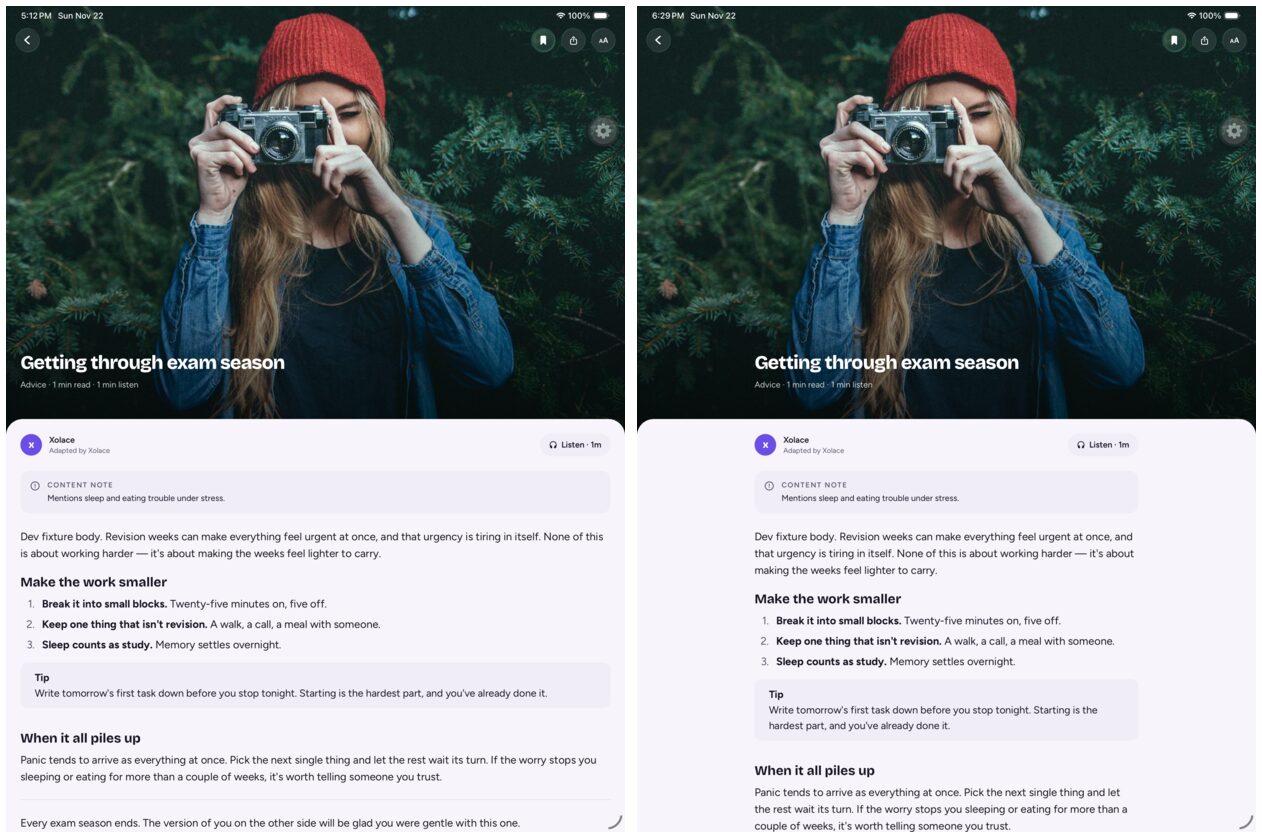 5:12 PM Sun Nov 22
100%
AA
Getting through exam season
Advice · 1 min read · 1 min listen
X
Xolace
Adapted by Xolace
Listen · 1m
CONTENT NOTE
Mentions sleep and eating trouble under stress.
Dev fixture body. Revision weeks can make everything feel urgent at once, and that urgency is tiring in itself. None of this
is about working harder — it's about making the weeks feel lighter to carry.
Make the work smaller
1. Break it into small blocks. Twenty-five minutes on, five off.
2. Keep one thing that isn't revision. A walk, a call, a meal with someone.
3. Sleep counts as study. Memory settles overnight.
Tip
Write tomorrow's first task down before you stop tonight. Starting is the hardest part, and you've already done it.
When it all piles up
Panic tends to arrive as everything at once. Pick the next single thing and let the rest wait its turn. If the worry stops you
sleeping or eating for more than a couple of weeks, it's worth telling someone you trust.
Every exam season ends. The version of you on the other side will be glad you were gentle with this one.
6:29 PM Sun Nov 22
100%
AA
Getting through exam season
Advice · 1 min read · 1 min listen
X
Xolace
Adapted by Xolace
Listen · 1m
CONTENT NOTE
Mentions sleep and eating trouble under stress.
Dev fixture body. Revision weeks can make everything feel urgent at once, and
that urgency is tiring in itself. None of this is about working harder — it's about
making the weeks feel lighter to carry.
Make the work smaller
1. Break it into small blocks. Twenty-five minutes on, five off.
2. Keep one thing that isn't revision. A walk, a call, a meal with someone.
3. Sleep counts as study. Memory settles overnight.
Tip
Write tomorrow's first task down before you stop tonight. Starting is the
hardest part, and you've already done it.
When it all piles up
Panic tends to arrive as everything at once. Pick the next single thing and let
the rest wait its turn. If the worry stops you sleeping or eating for more than a
couple of weeks, it's worth telling someone you trust.